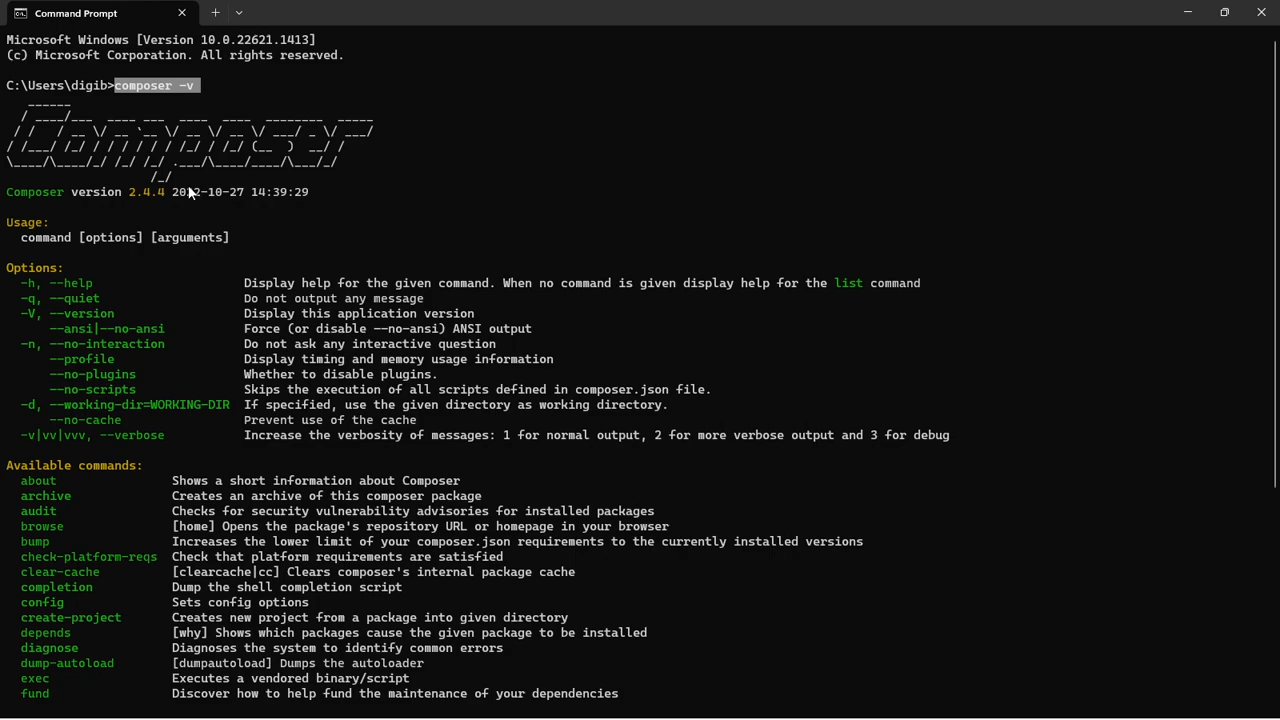 Command Prompt
Microsoft Windows [Version 10.0.22621.1413]
(c) Microsoft Corporation. All rights reserved.
C:\Users\digib>composer -v
Composer
Composer version 2.4.4 2022-10-27 14:39:29
Usage:
command [options] [arguments]
Options:
-h, --help Display help for the given command. When no command is given display help for the list command
-q, --quiet Do not output any message
-V, --version Display this application version
--ansi|--no-ansi Force (or disable --no-ansi) ANSI output
-n, --no-interaction Do not ask any interactive question
--profile Display timing and memory usage information
--no-plugins Whether to disable plugins.
--no-scripts Skips the execution of all scripts defined in composer.json file.
-d, --working-dir=WORKING-DIR If specified, use the given directory as working directory.
--no-cache Prevent use of the cache
-v|vv|vvv, --verbose Increase the verbosity of messages: 1 for normal output, 2 for more verbose output and 3 for debug
Available commands:
about Shows a short information about Composer
archive Creates an archive of this composer package
audit Checks for security vulnerability advisories for installed packages
browse [home] Opens the package's repository URL or homepage in your browser
bump Increases the lower limit of your composer.json requirements to the currently installed versions
check-platform-reqs Check that platform requirements are satisfied
clear-cache [clearcache|cc] Clears composer's internal package cache
completion Dump the shell completion script
config Sets config options
create-project Creates new project from a package into given directory
depends [why] Shows which packages cause the given package to be installed
diagnose Diagnoses the system to identify common errors
dump-autoload [dumpautoload] Dumps the autoloader
exec Executes a vendored binary/script
fund Discover how to help fund the maintenance of your dependencies